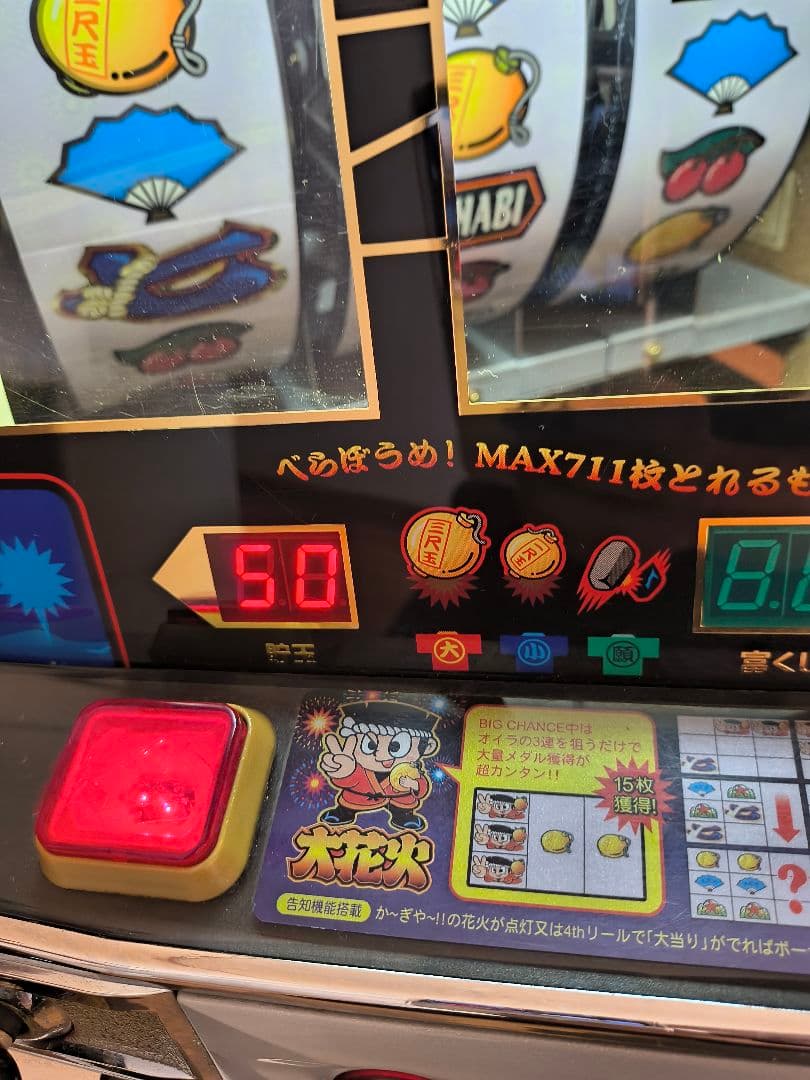 三尺玉
HABI
べらぼうめ! MAX711枚とれるも
50
三尺玉
大
小
願
貯玉
富く
BIG CHANCE中は
オイラの3連を狙うだけで
大量メダル獲得が
超カンタン!!
15枚
獲得!
大花火
?
告知機能搭載
か~ぎや~!!の花火が点灯又は4thリールで「大当り」がでればボー